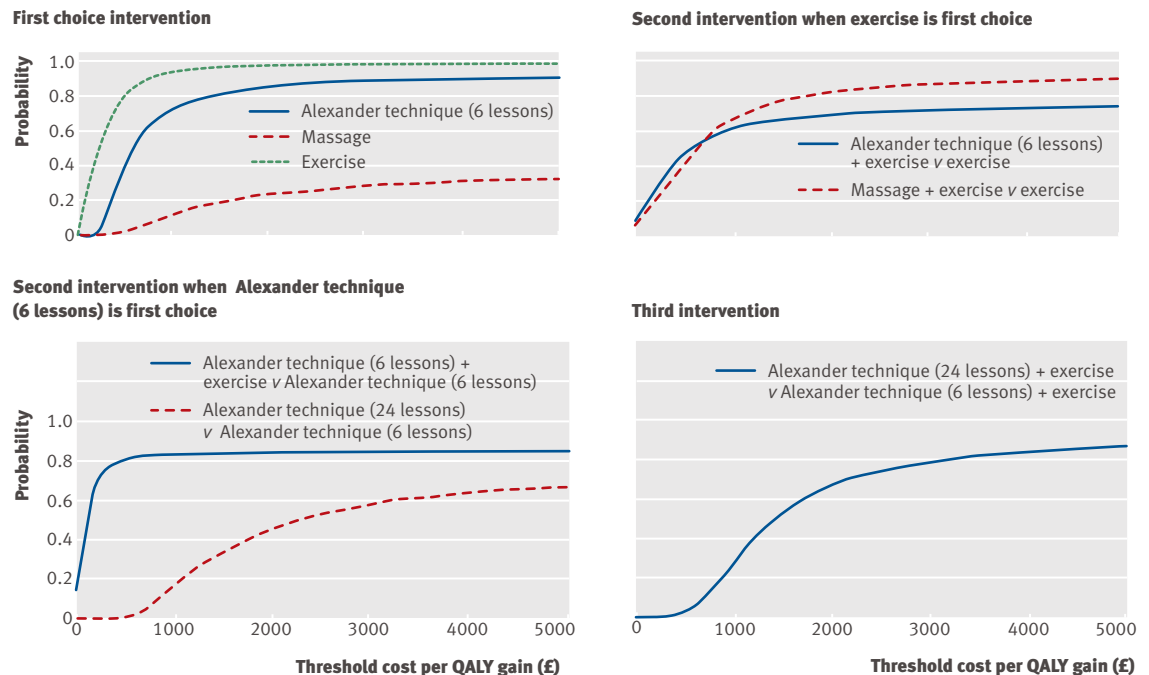 First choice intervention
Probability
1.0
0.8
0.6
0.4
0.2
0
Alexander technique (6 lessons)
Massage
Exercise
Second intervention when exercise is first choice
Alexander technique (6 lessons)
+ exercise v exercise
Massage + exercise v exercise
Second intervention when Alexander technique
(6 lessons) is first choice
Probability
1.0
0.8
0.6
0.4
0.2
0
Alexander technique (6 lessons) +
exercise v Alexander technique (6 lessons)
Alexander technique (24 lessons)
v Alexander technique (6 lessons)
0 1000 2000 3000 4000 5000
Threshold cost per QALY gain (£)
Third intervention
Alexander technique (24 lessons) + exercise
v Alexander technique (6 lessons) + exercise
0 1000 2000 3000 4000 5000
Threshold cost per QALY gain (£)